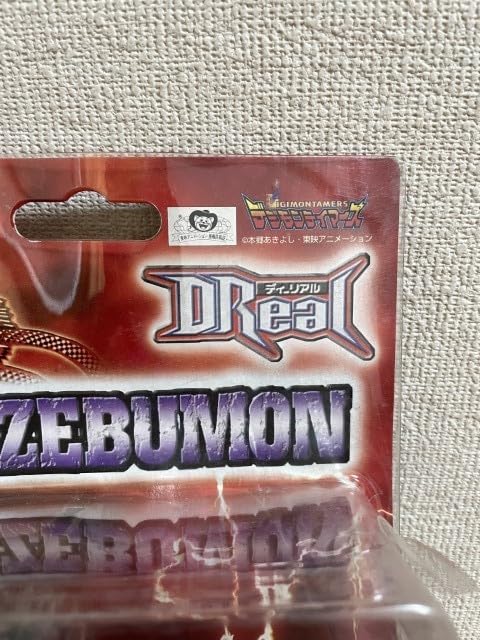 DIGIMONTAMERS
デジモンテイマーズ
©本郷あきよし・東映アニメーション
ディーリアル
DReal
ZEBUMON